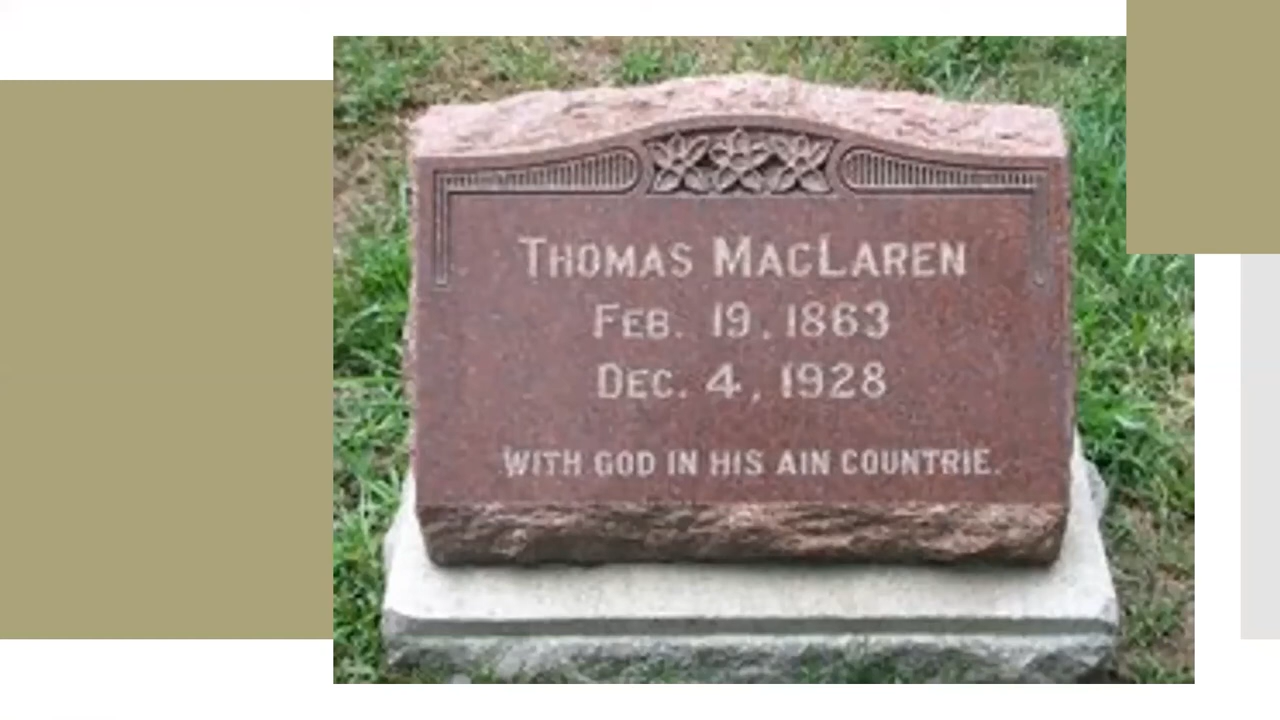 THOMAS MACLAREN
FEB. 19, 1863
DEC. 4, 1928
WITH GOD IN HIS AIN COUNTRIE.